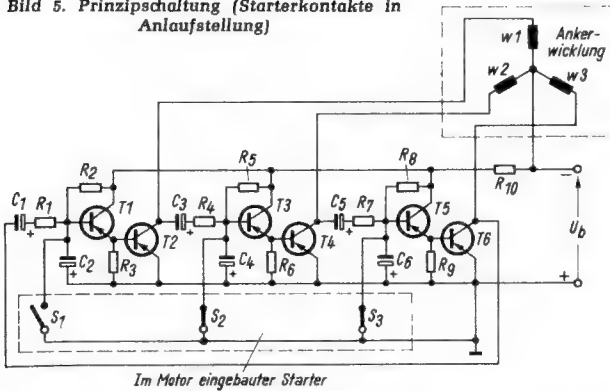 Bild 5. Prinzipschaltung (Starterkontakte in
Anlaufstellung)
Anker-
wicklung
w1
w2
w3
R2
R5
R8
R10
C1
R1
T1
T2
C3
R4
T3
T4
C5
R7
T5
T6
C2
R3
C4
R6
C6
R9
Ub
S1
S2
S3
Im Motor eingebauter Starter